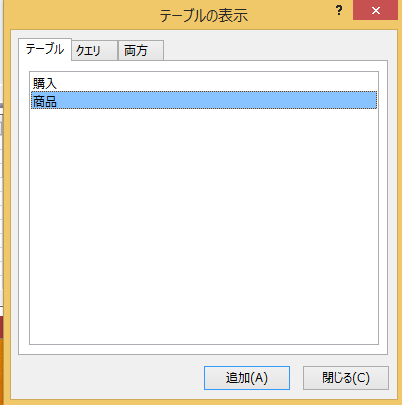 テーブルの表示 ? ×
テーブル クエリ 両方
購入
商品
追加(A) 閉じる(C)